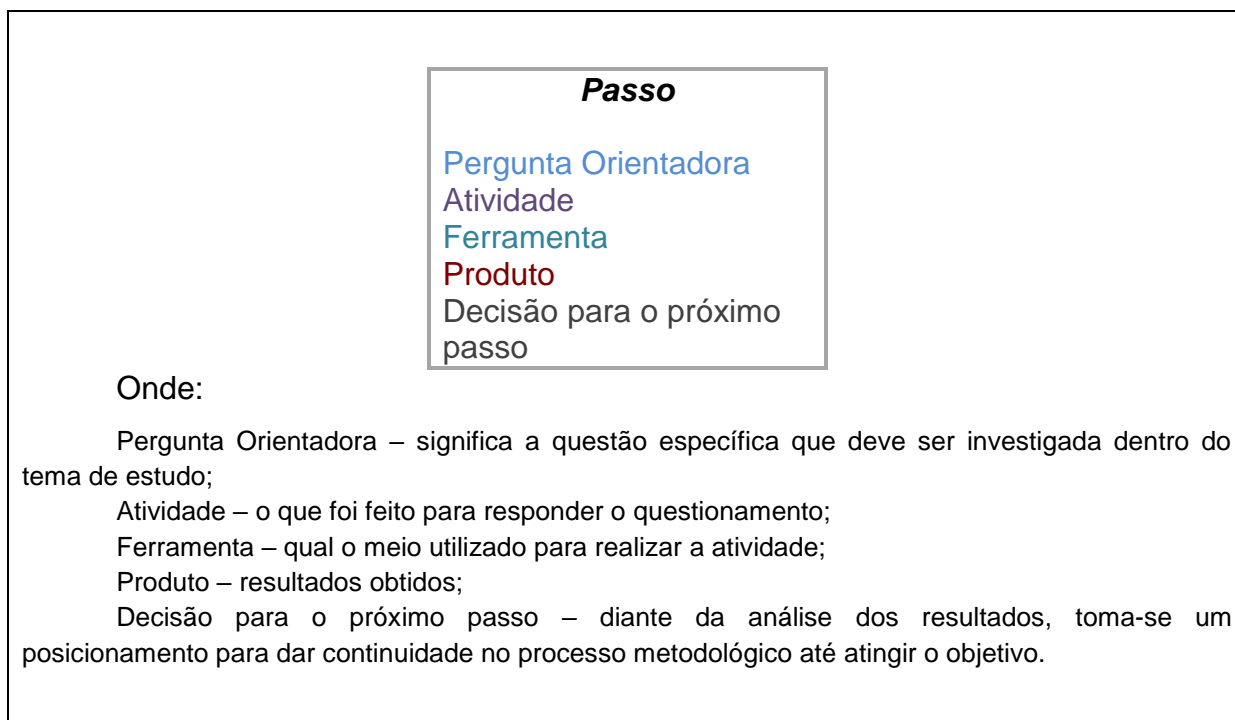 Passo
Pergunta Orientadora
Atividade
Ferramenta
Produto
Decisão para o próximo
passo
Onde:
Pergunta Orientadora – significa a questão específica que deve ser investigada dentro do
tema de estudo;
Atividade – o que foi feito para responder o questionamento;
Ferramenta – qual o meio utilizado para realizar a atividade;
Produto – resultados obtidos;
Decisão para o próximo passo – diante da análise dos resultados, toma-se um
posicionamento para dar continuidade no processo metodológico até atingir o objetivo.